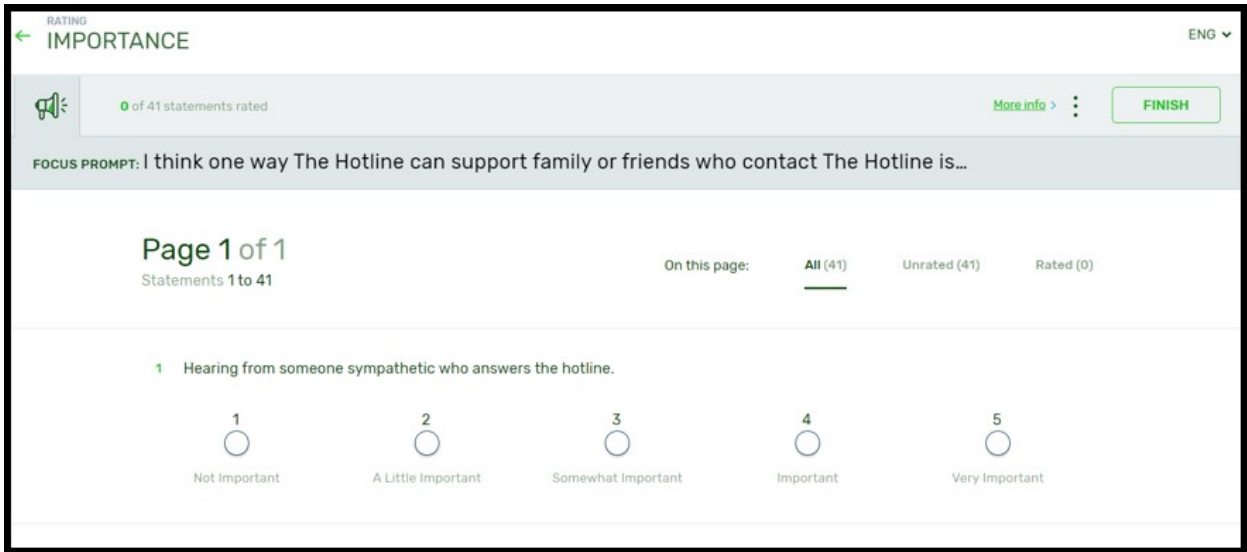 RATING
IMPORTANCE
ENG
0 of 41 statements rated
More info >
FINISH
FOCUS PROMPT: I think one way The Hotline can support family or friends who contact The Hotline is...
Page 1 of 1
Statements 1 to 41
On this page: All (41) Unrated (41) Rated (0)
1 Hearing from someone sympathetic who answers the hotline.
1 2 3 4 5
Not Important A Little Important Somewhat Important Important Very Important